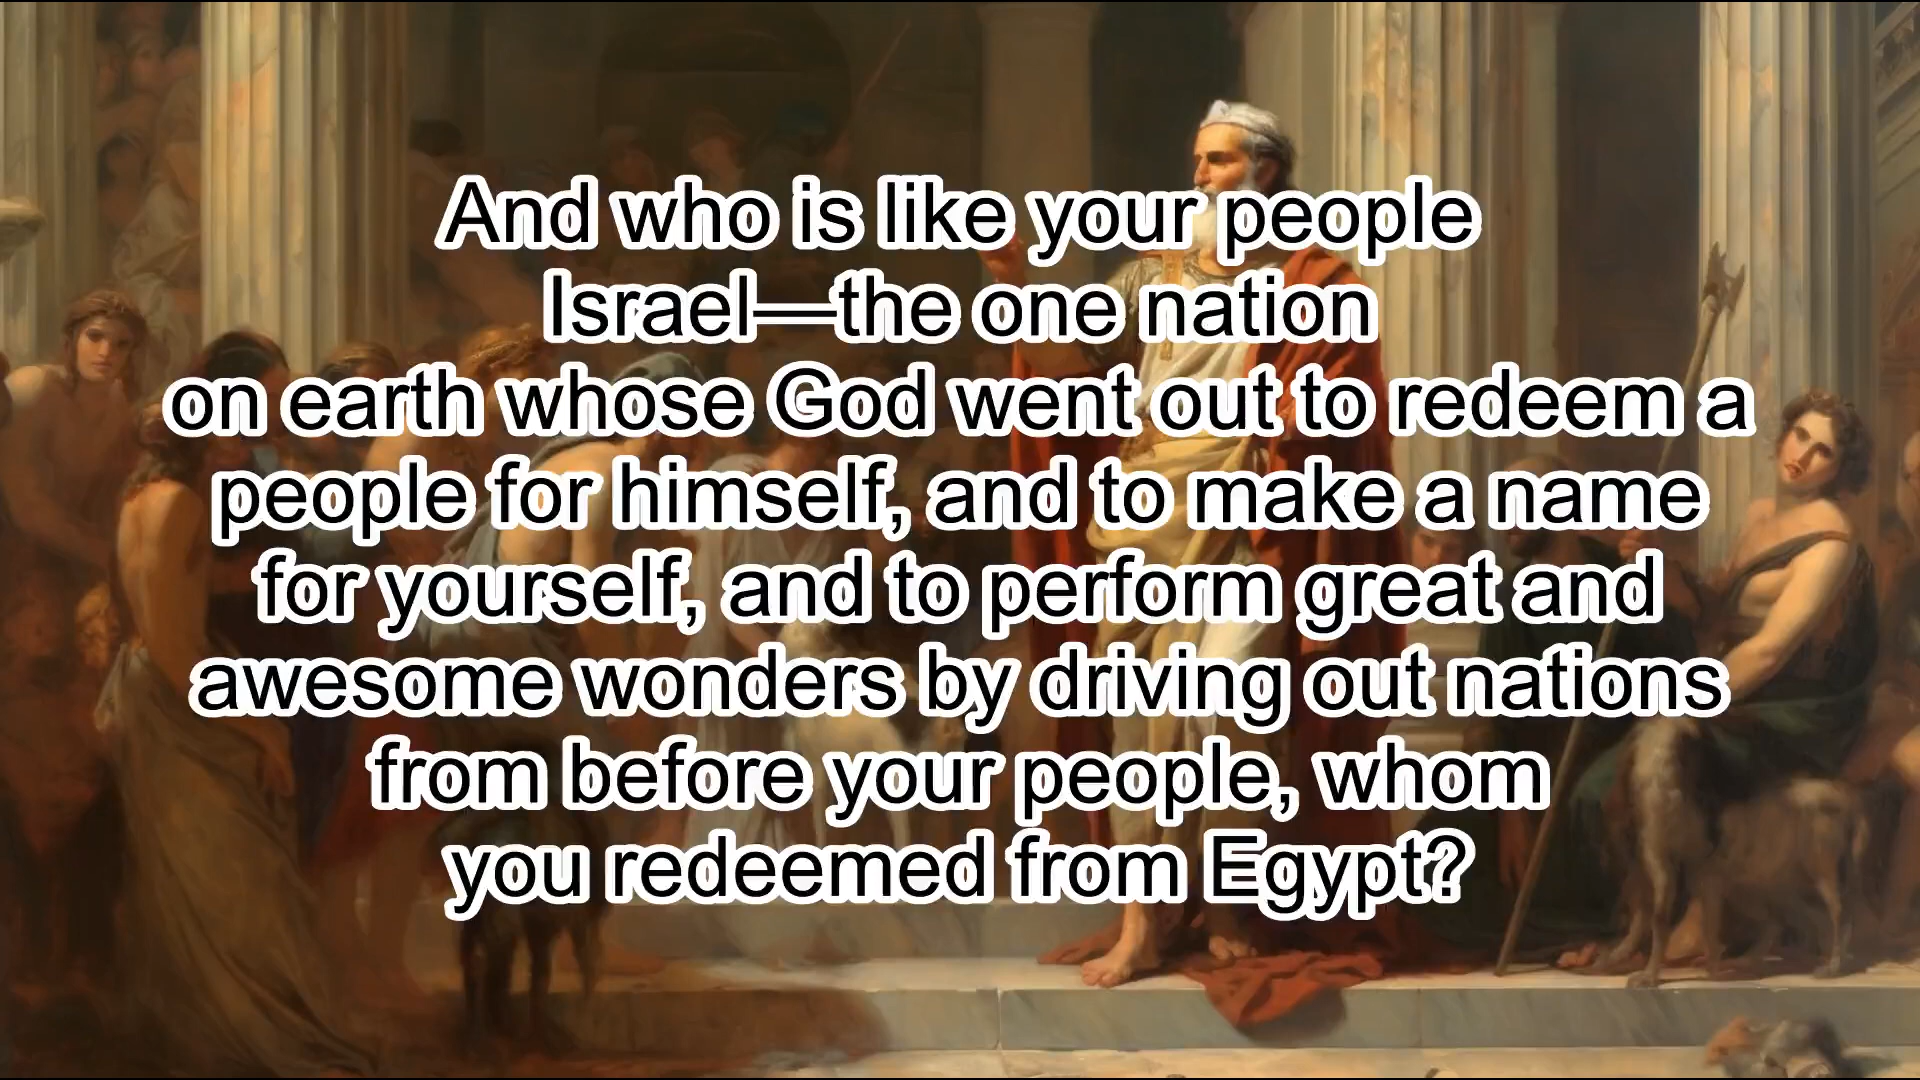 And who is like your people
Israel—the one nation
on earth whose God went out to redeem a
people for himself, and to make a name
for yourself, and to perform great and
awesome wonders by driving out nations
from before your people, whom
you redeemed from Egypt?